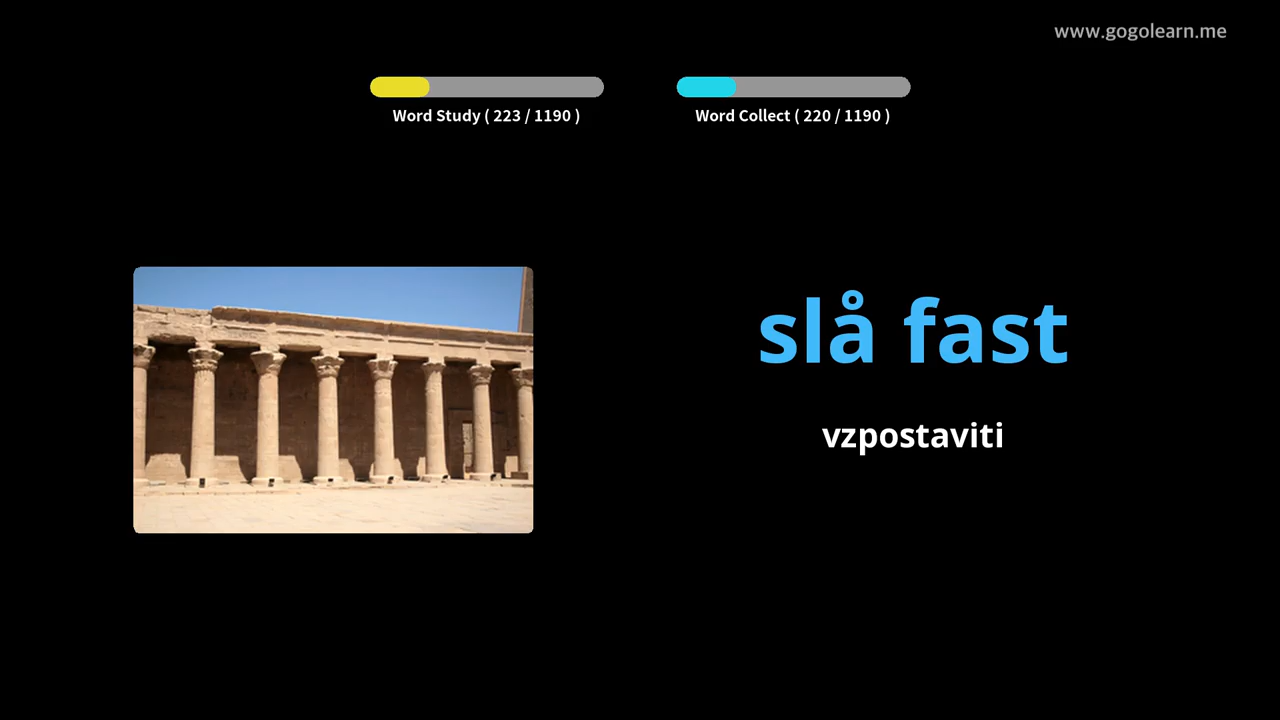 www.gogolearn.me
Word Study ( 223 / 1190 )
Word Collect ( 220 / 1190 )
slå fast
vzpostaviti